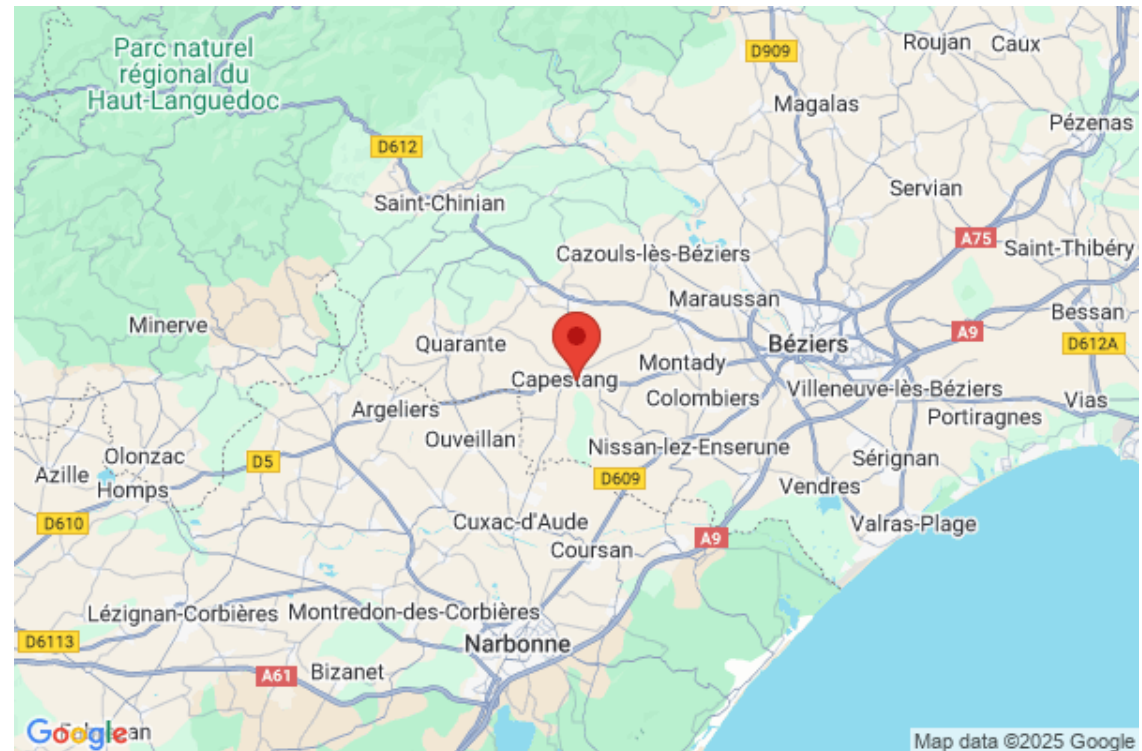 Parc naturel
régional du
Haut-Languedoc
D909
Roujan
Caux
Magalas
Pézenas
D612
Saint-Chinian
Servian
A75
Saint-Thibéry
Cazouls-lès-Béziers
Maraussan
Bessan
Minerve
Quarante
Béziers
A9
D612A
Montady
Capestang
Colombiers
Villeneuve-lès-Béziers
Vias
Argeliers
Portiragnes
Ouveillan
Nissan-lez-Enserune
Olonzac
D5
Sérignan
Azille
Homps
D609
Vendres
D610
Cuxac-d'Aude
Valras-Plage
A9
Coursan
Lézignan-Corbières
Montredon-des-Corbières
D6113
Narbonne
A61
Bizanet
Google
Map data ©2025 Google